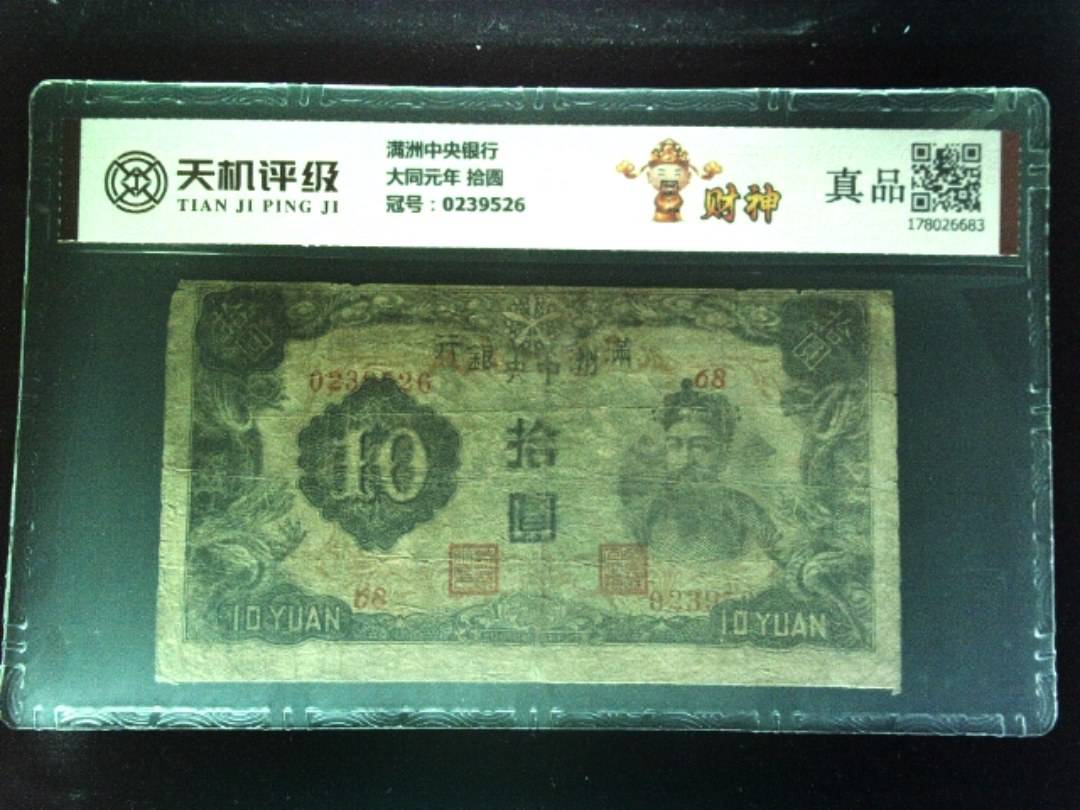 天机评级
TIAN JI PING JI
满洲中央银行
大同元年 拾圆
冠号：0239526
财神
真品
178026683
行銀央中洲滿
0239526
68
10
拾
圓
68
10 YUAN
10 YUAN